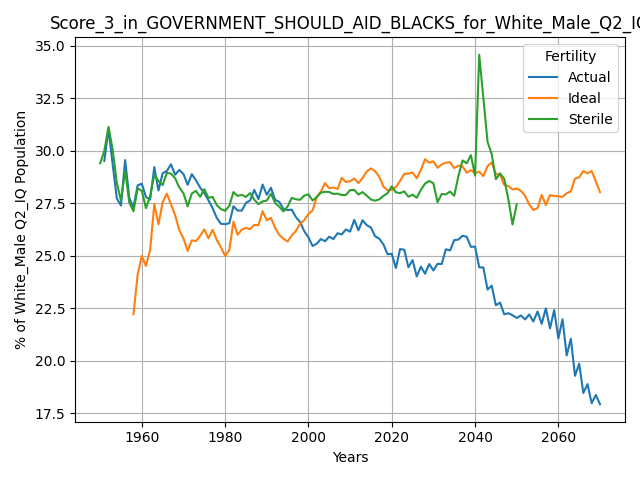 Score_3_in_GOVERNMENT_SHOULD_AID_BLACKS_for_White_Male_Q2_IQ
35.0
32.5
30.0
27.5
25.0
22.5
20.0
17.5
% of White_Male Q2_IQ Population
Fertility
Actual
Ideal
Sterile
1960
1980
2000
2020
2040
2060
Years